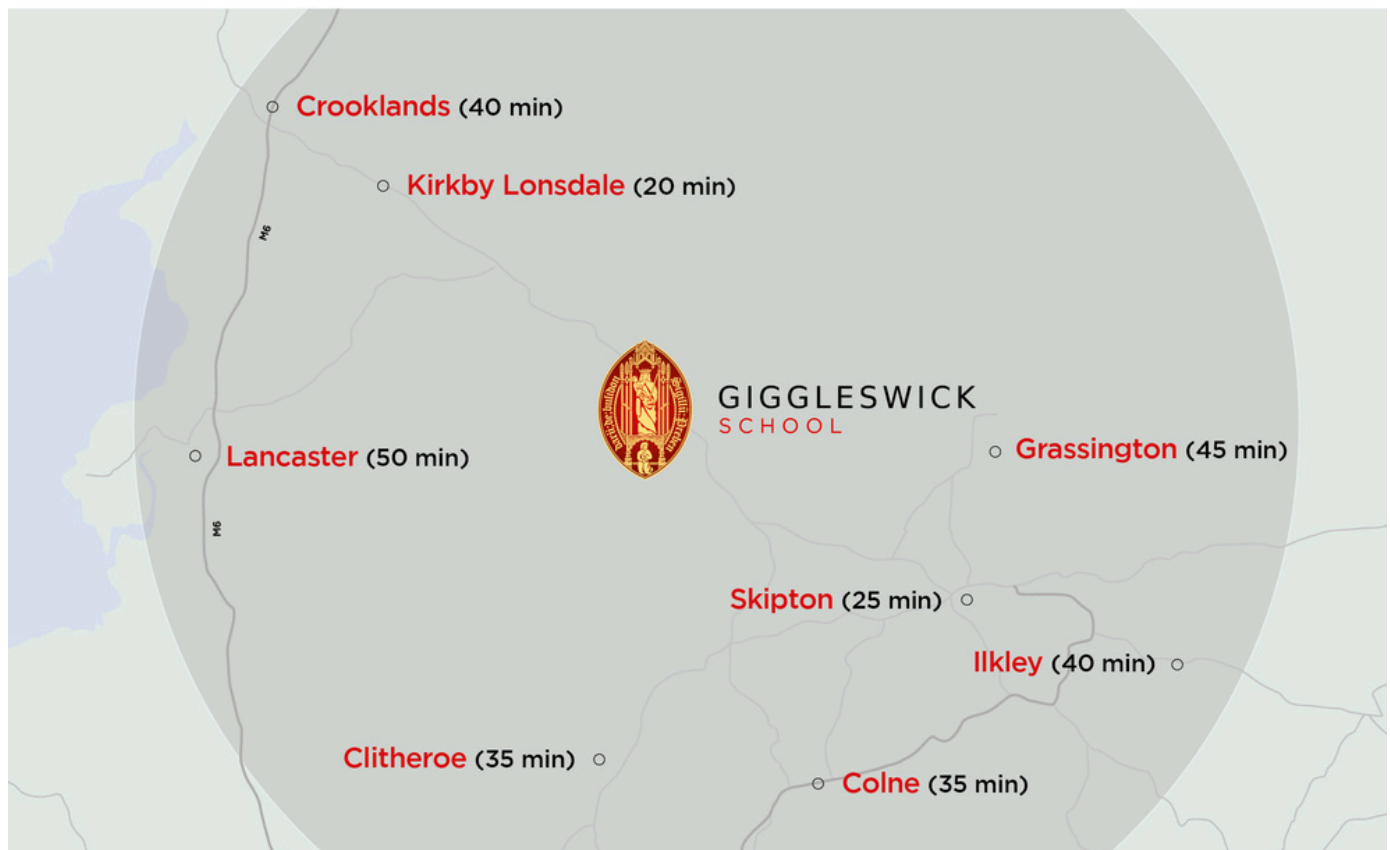 Crooklands (40 min)
Kirkby Lonsdale (20 min)
M6
GIGGLESWICK
SCHOOL
Grassington (45 min)
Lancaster (50 min)
M6
Skipton (25 min)
Ilkley (40 min)
Clitheroe (35 min)
Colne (35 min)